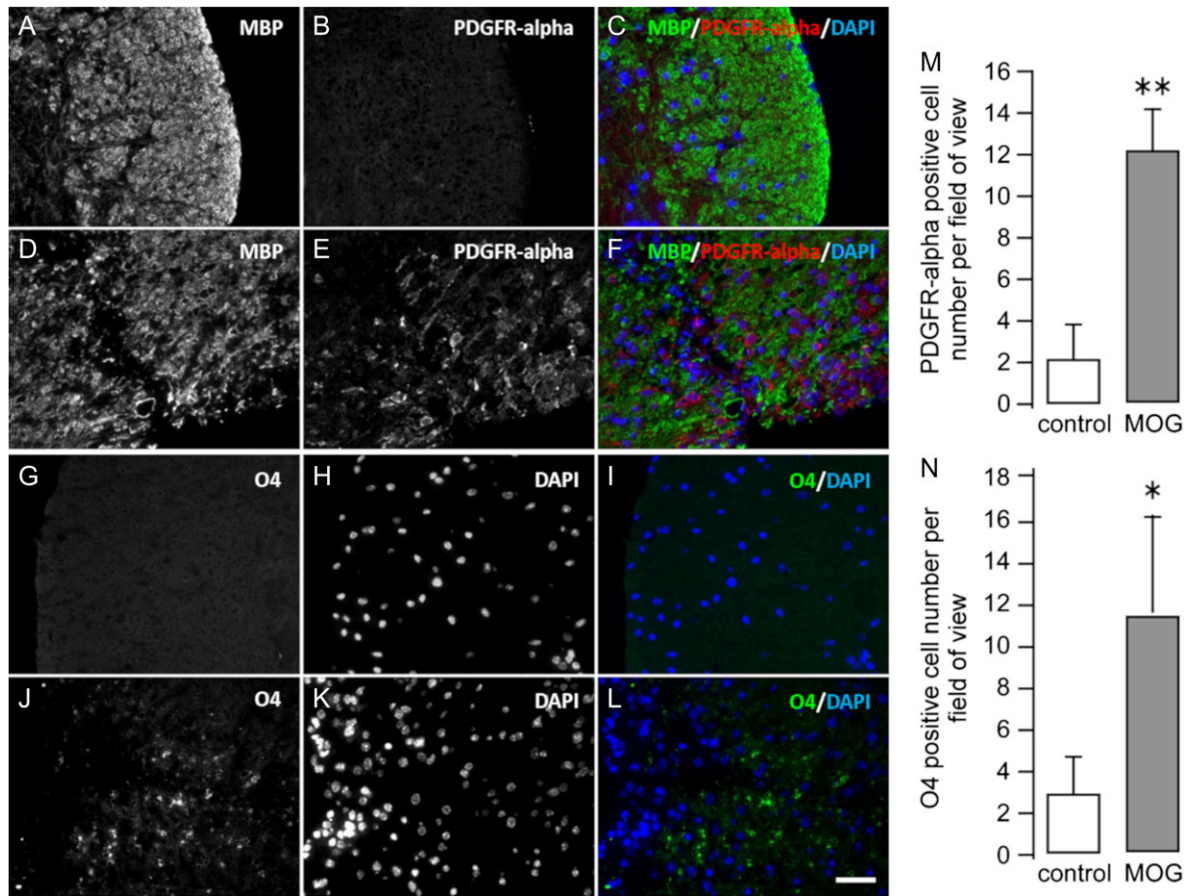 A MBP
B PDGFR-alpha
C MBP/PDGFR-alpha/DAPI
D MBP
E PDGFR-alpha
F MBP/PDGFR-alpha/DAPI
G O4
H DAPI
I O4/DAPI
J O4
K DAPI
L O4/DAPI
M
PDGFR-alpha positive cell
number per field of view
16
14
12
10
8
6
4
2
0
**
control MOG
N
O4 positive cell number per
field of view
18
16
14
12
10
8
6
4
2
0
*
control MOG